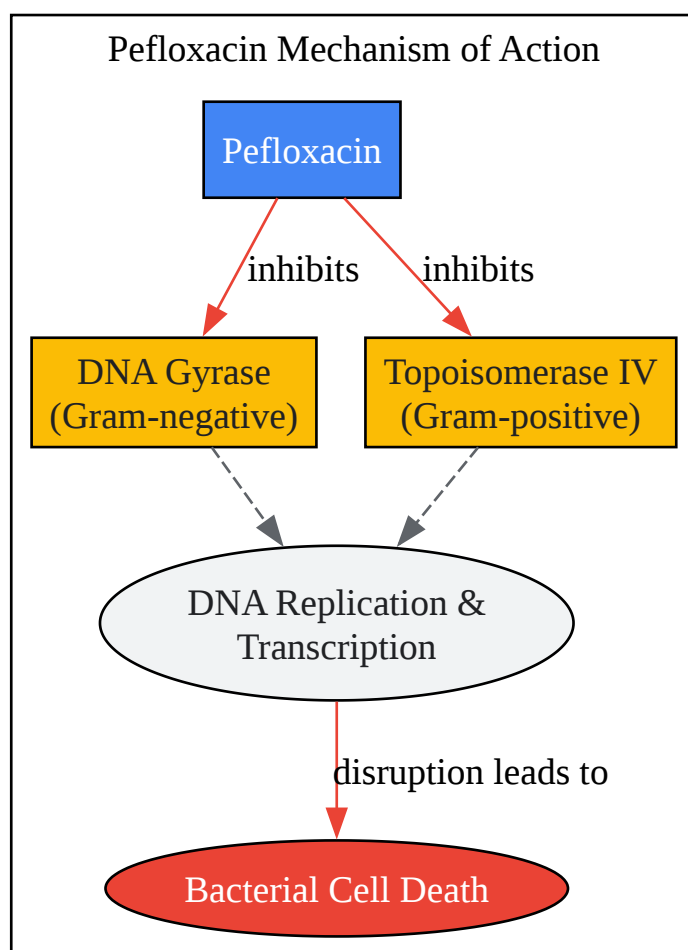 Pefloxacin Mechanism of Action
Pefloxacin
inhibits
inhibits
DNA Gyrase
(Gram-negative)
Topoisomerase IV
(Gram-positive)
DNA Replication &
Transcription
disruption leads to
Bacterial Cell Death